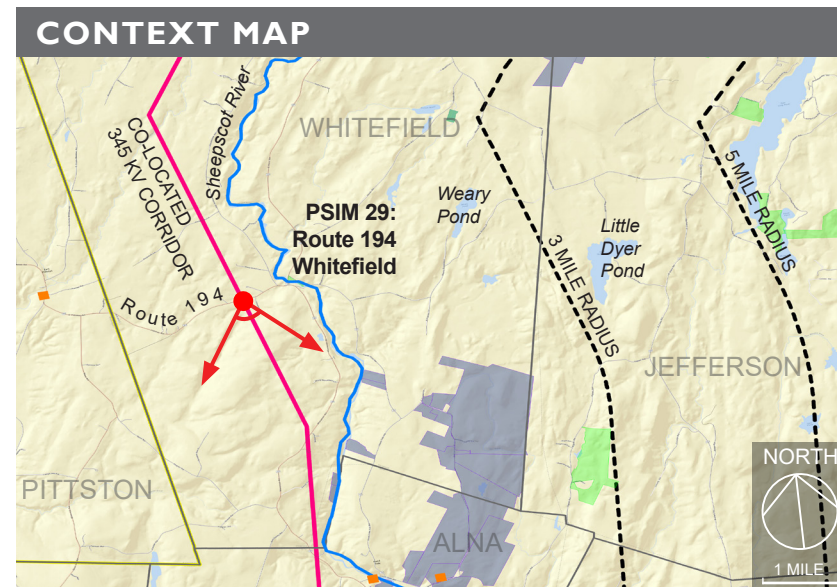 CONTEXT MAP
Sheepscot River
WHITEFIELD
CO-LOCATED
345 KV CORRIDOR
PSIM 29:
Route 194
Whitefield
Weary
Pond
Little
Dyer
Pond
5 MILE RADIUS
3 MILE RADIUS
Route 194
JEFFERSON
PITTSTON
ALNA
NORTH
1 MILE